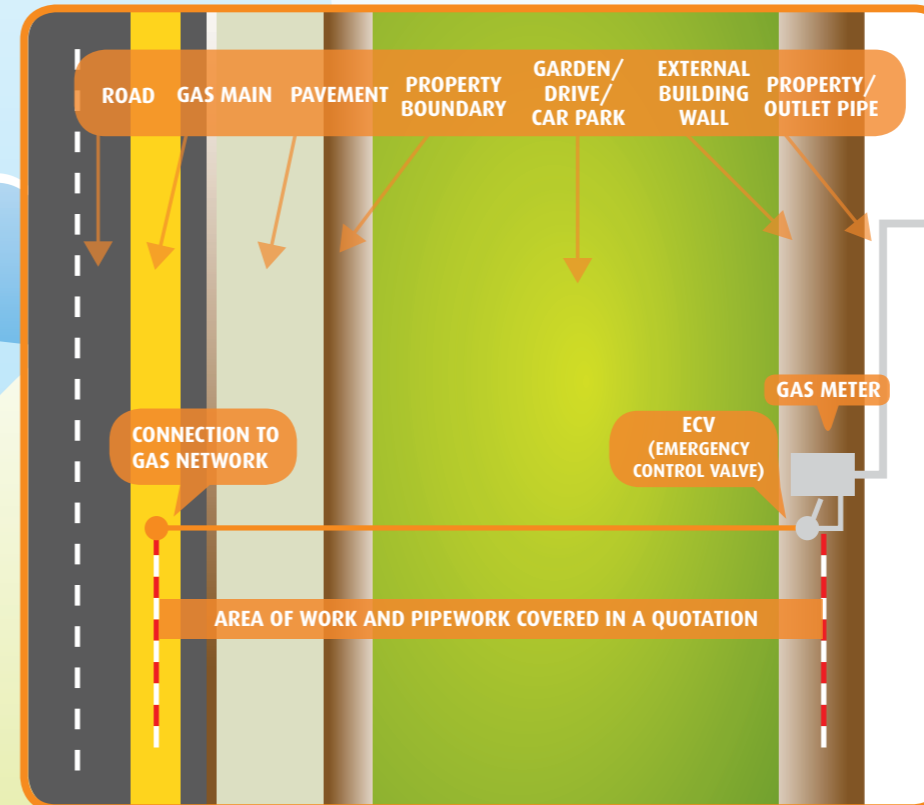 ROAD
GAS MAIN
PAVEMENT
PROPERTY
BOUNDARY
GARDEN/
DRIVE/
CAR PARK
EXTERNAL
BUILDING
WALL
PROPERTY/
OUTLET PIPE
GAS METER
CONNECTION TO
GAS NETWORK
ECV
(EMERGENCY
CONTROL VALVE)
AREA OF WORK AND PIPEWORK COVERED IN A QUOTATION